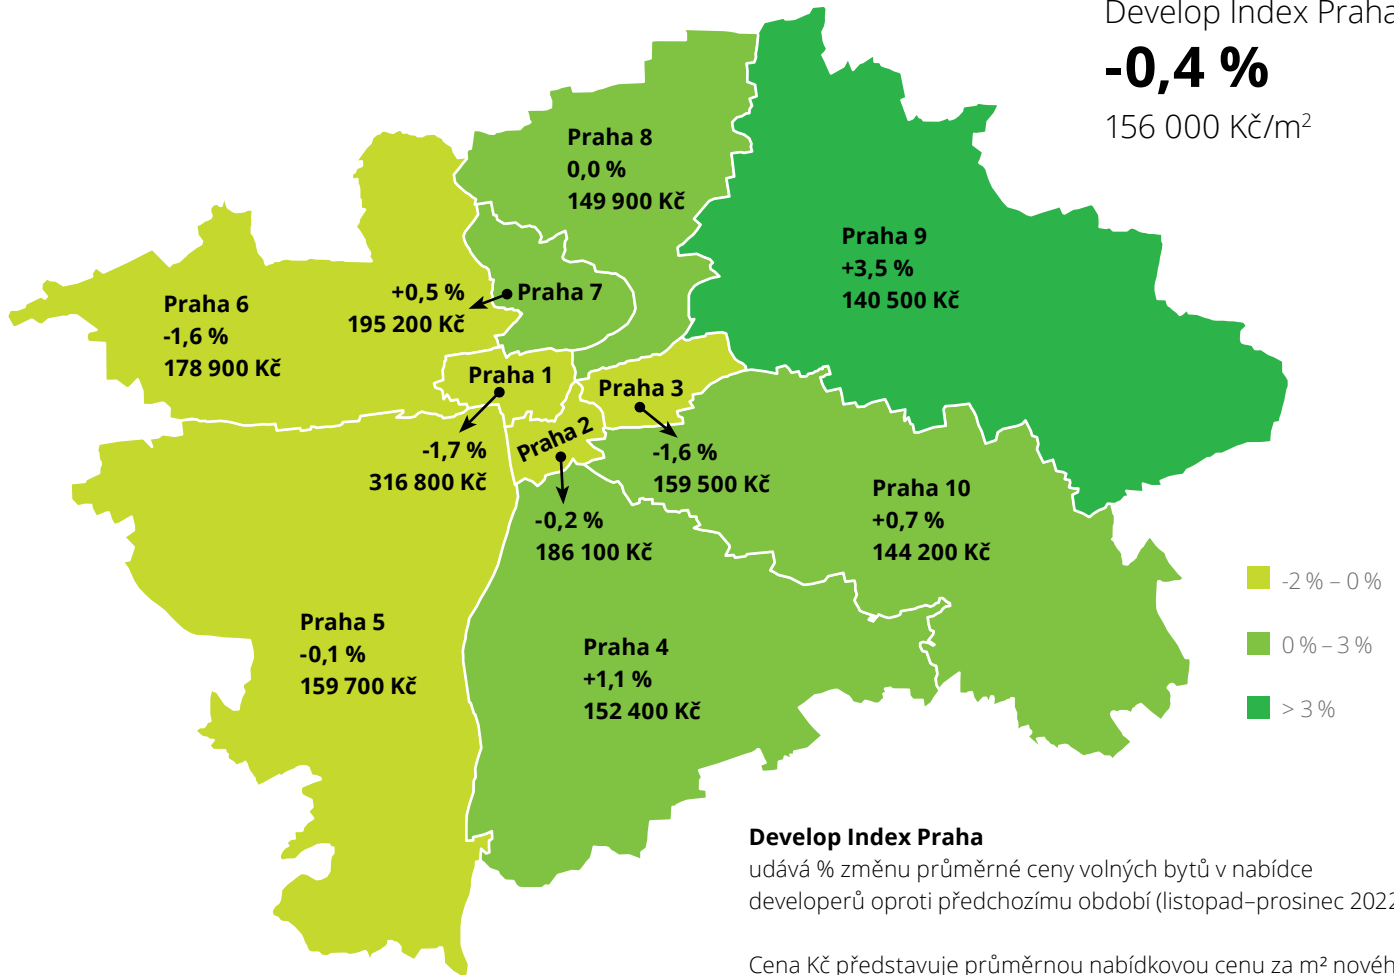 Develop Index Praha
-0,4 %
156 000 Kč/m²
Praha 8
0,0 %
149 900 Kč
Praha 9
+3,5 %
140 500 Kč
Praha 6
-1,6 %
178 900 Kč
+0,5 %
195 200 Kč
Praha 7
Praha 1
-1,7 %
316 800 Kč
Praha 3
-1,6 %
159 500 Kč
Praha 2
-0,2 %
186 100 Kč
Praha 10
+0,7 %
144 200 Kč
Praha 5
-0,1 %
159 700 Kč
Praha 4
+1,1 %
152 400 Kč
-2 % – 0 %
0 % – 3 %
> 3 %
Develop Index Praha
udává % změnu průměrné ceny volných bytů v nabídce
developerů oproti předchozímu období (listopad–prosinec 2022
Cena Kč představuje průměrnou nabídkovou cenu za m² novéh